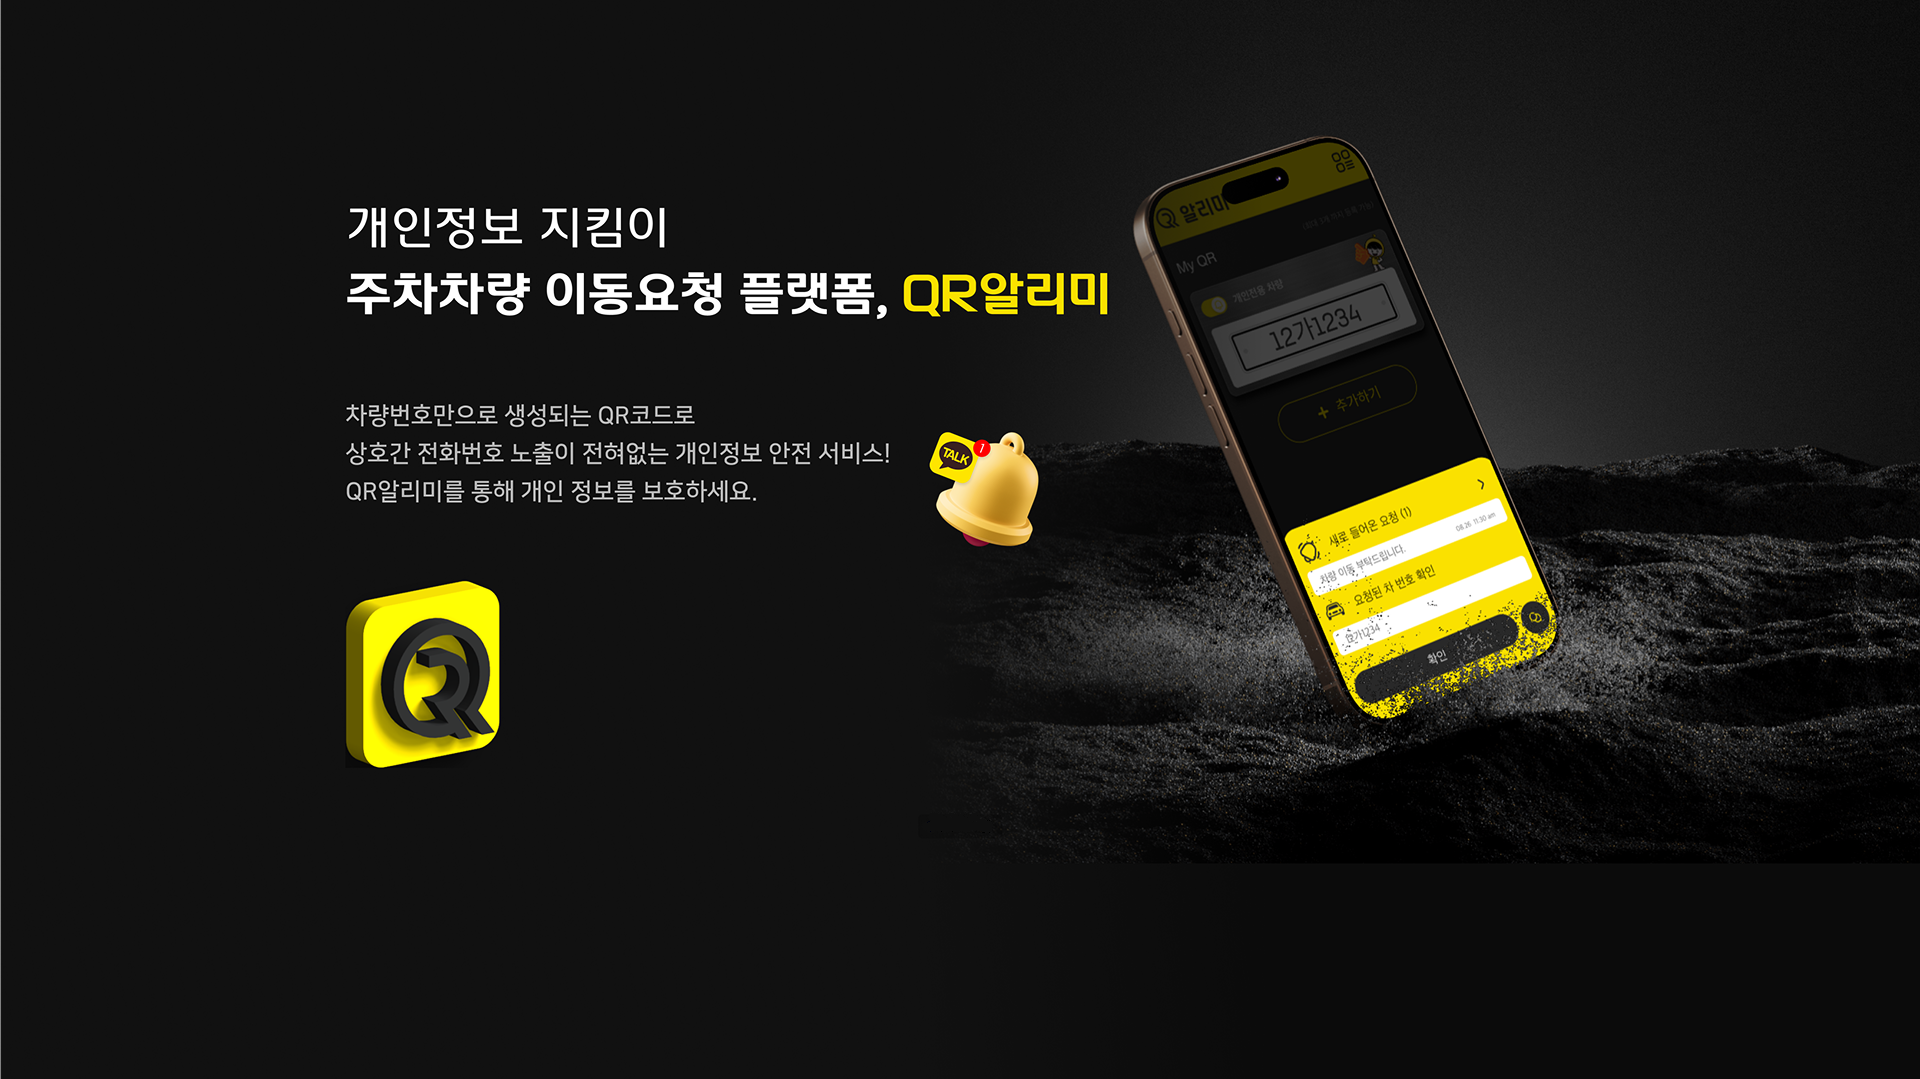 개인정보 지킴이
주차차량 이동요청 플랫폼, QR알리미
차량번호만으로 생성되는 QR코드로
상호간 전화번호 노출이 전혀없는 개인정보 안전 서비스!
QR알리미를 통해 개인 정보를 보호하세요.
TALK
1
QR
QR 알리미
My QR
개인전용 차량
12가1234
+ 추가하기
새로 들어온 요청 (1)
08.26 11:30 am
차량 이동 부탁드립니다.
요청된 차 번호 확인
12가1234
확인